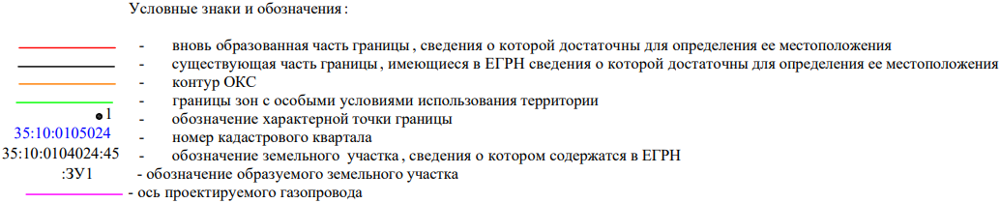 Условные знаки и обозначения:
- вновь образованная часть границы, сведения о которой достаточны для определения ее местоположения
- существующая часть границы, имеющиеся в ЕГРН сведения о которой достаточны для определения ее местоположения
- контур ОКС
- границы зон с особыми условиями использования территории
1 - обозначение характерной точки границы
35:10:0105024 - номер кадастрового квартала
35:10:0104024:45 - обозначение земельного участка, сведения о котором содержатся в ЕГРН
:ЗУ1 - обозначение образуемого земельного участка
- ось проектируемого газопровода